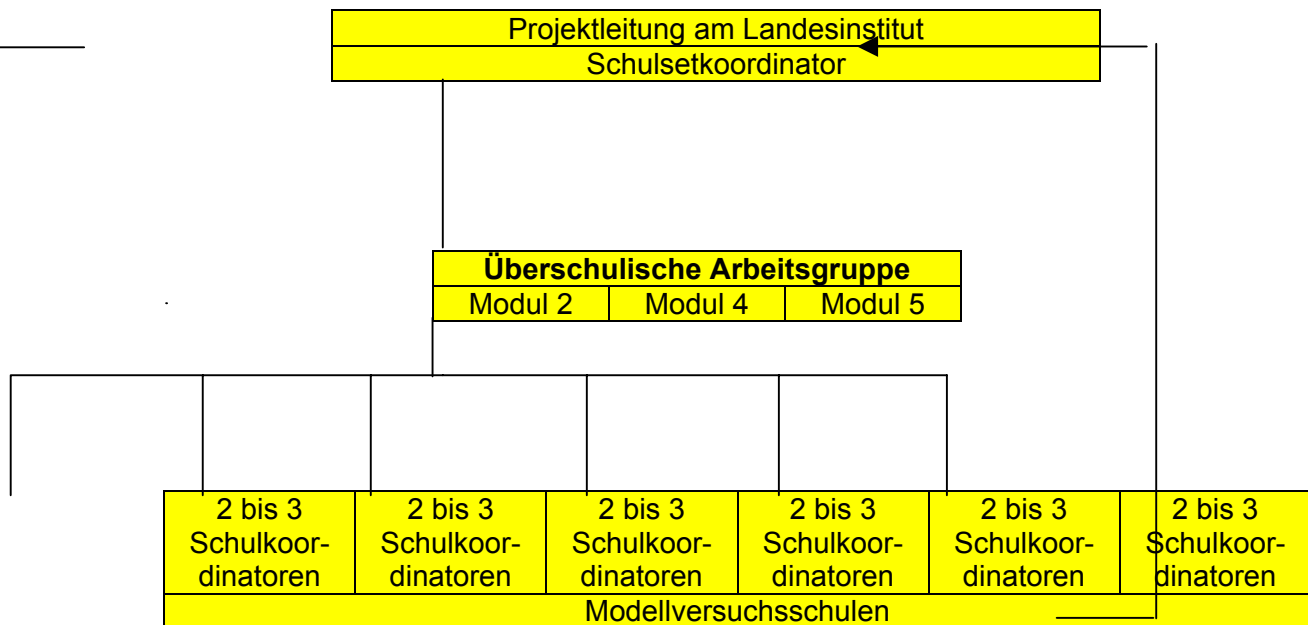 Projektleitung am Landesinstitut
Schulsetkoordinator
Überschulische Arbeitsgruppe
Modul 2 Modul 4 Modul 5
2 bis 3 2 bis 3 2 bis 3 2 bis 3 2 bis 3 2 bis 3
Schulkoor- Schulkoor- Schulkoor- Schulkoor- Schulkoor- Schulkoor-
dinatoren dinatoren dinatoren dinatoren dinatoren dinatoren
Modellversuchsschulen